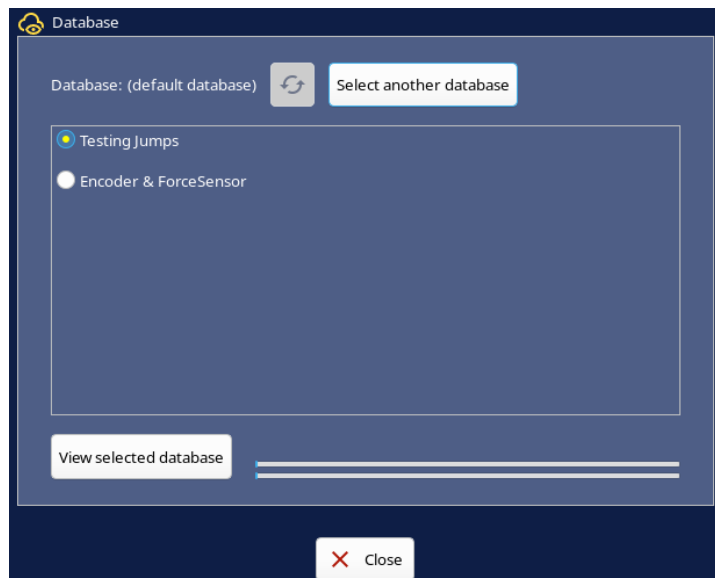 Database
Database: (default database)
Select another database
Testing Jumps
Encoder & ForceSensor
View selected database
Close